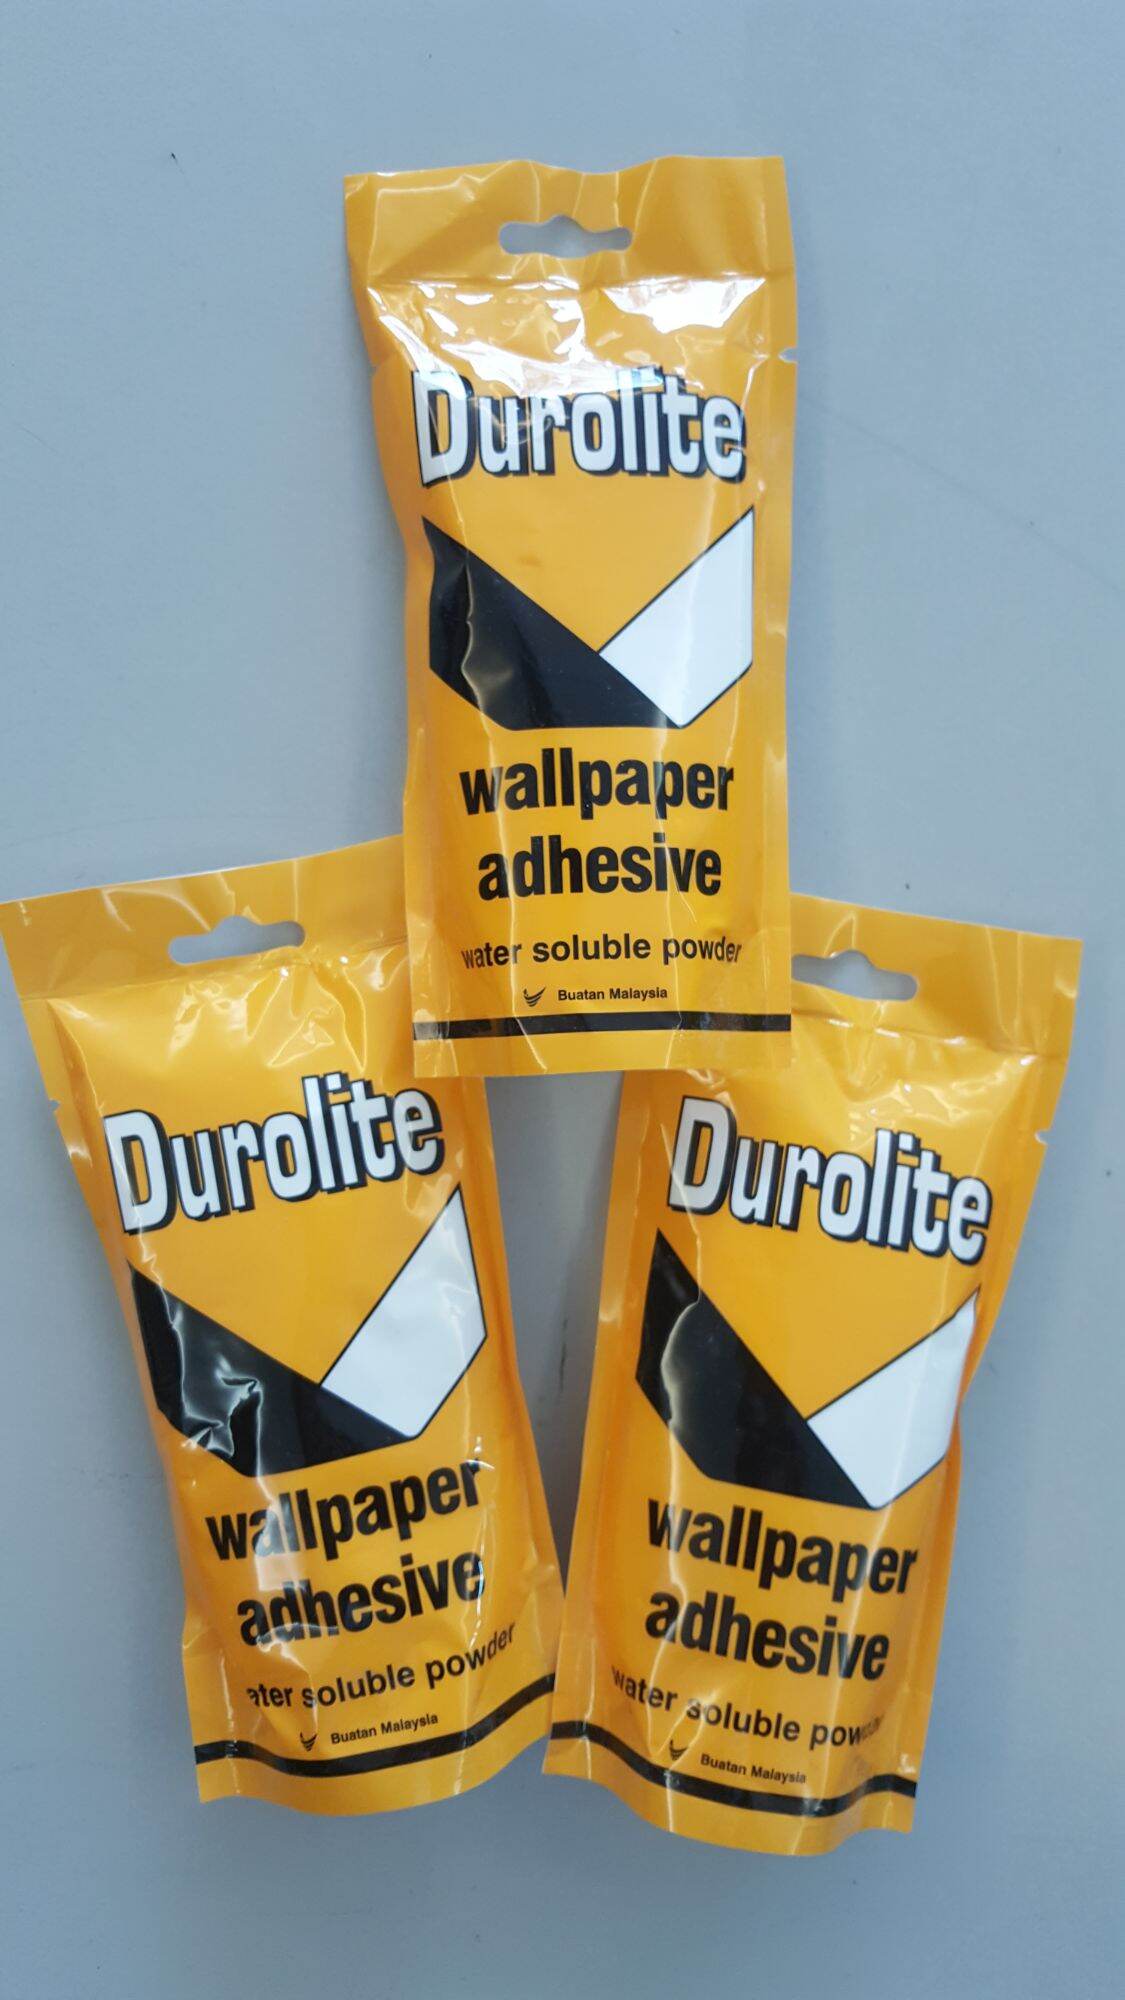 Durolite
wallpaper
adhesive
water soluble powder
Buatan Malaysia
Durolite
wallpaper
adhesive
soluble powder
Buatan Malaysia
Durolite
wallpaper
adhesive
water soluble
Buatan Malaysia